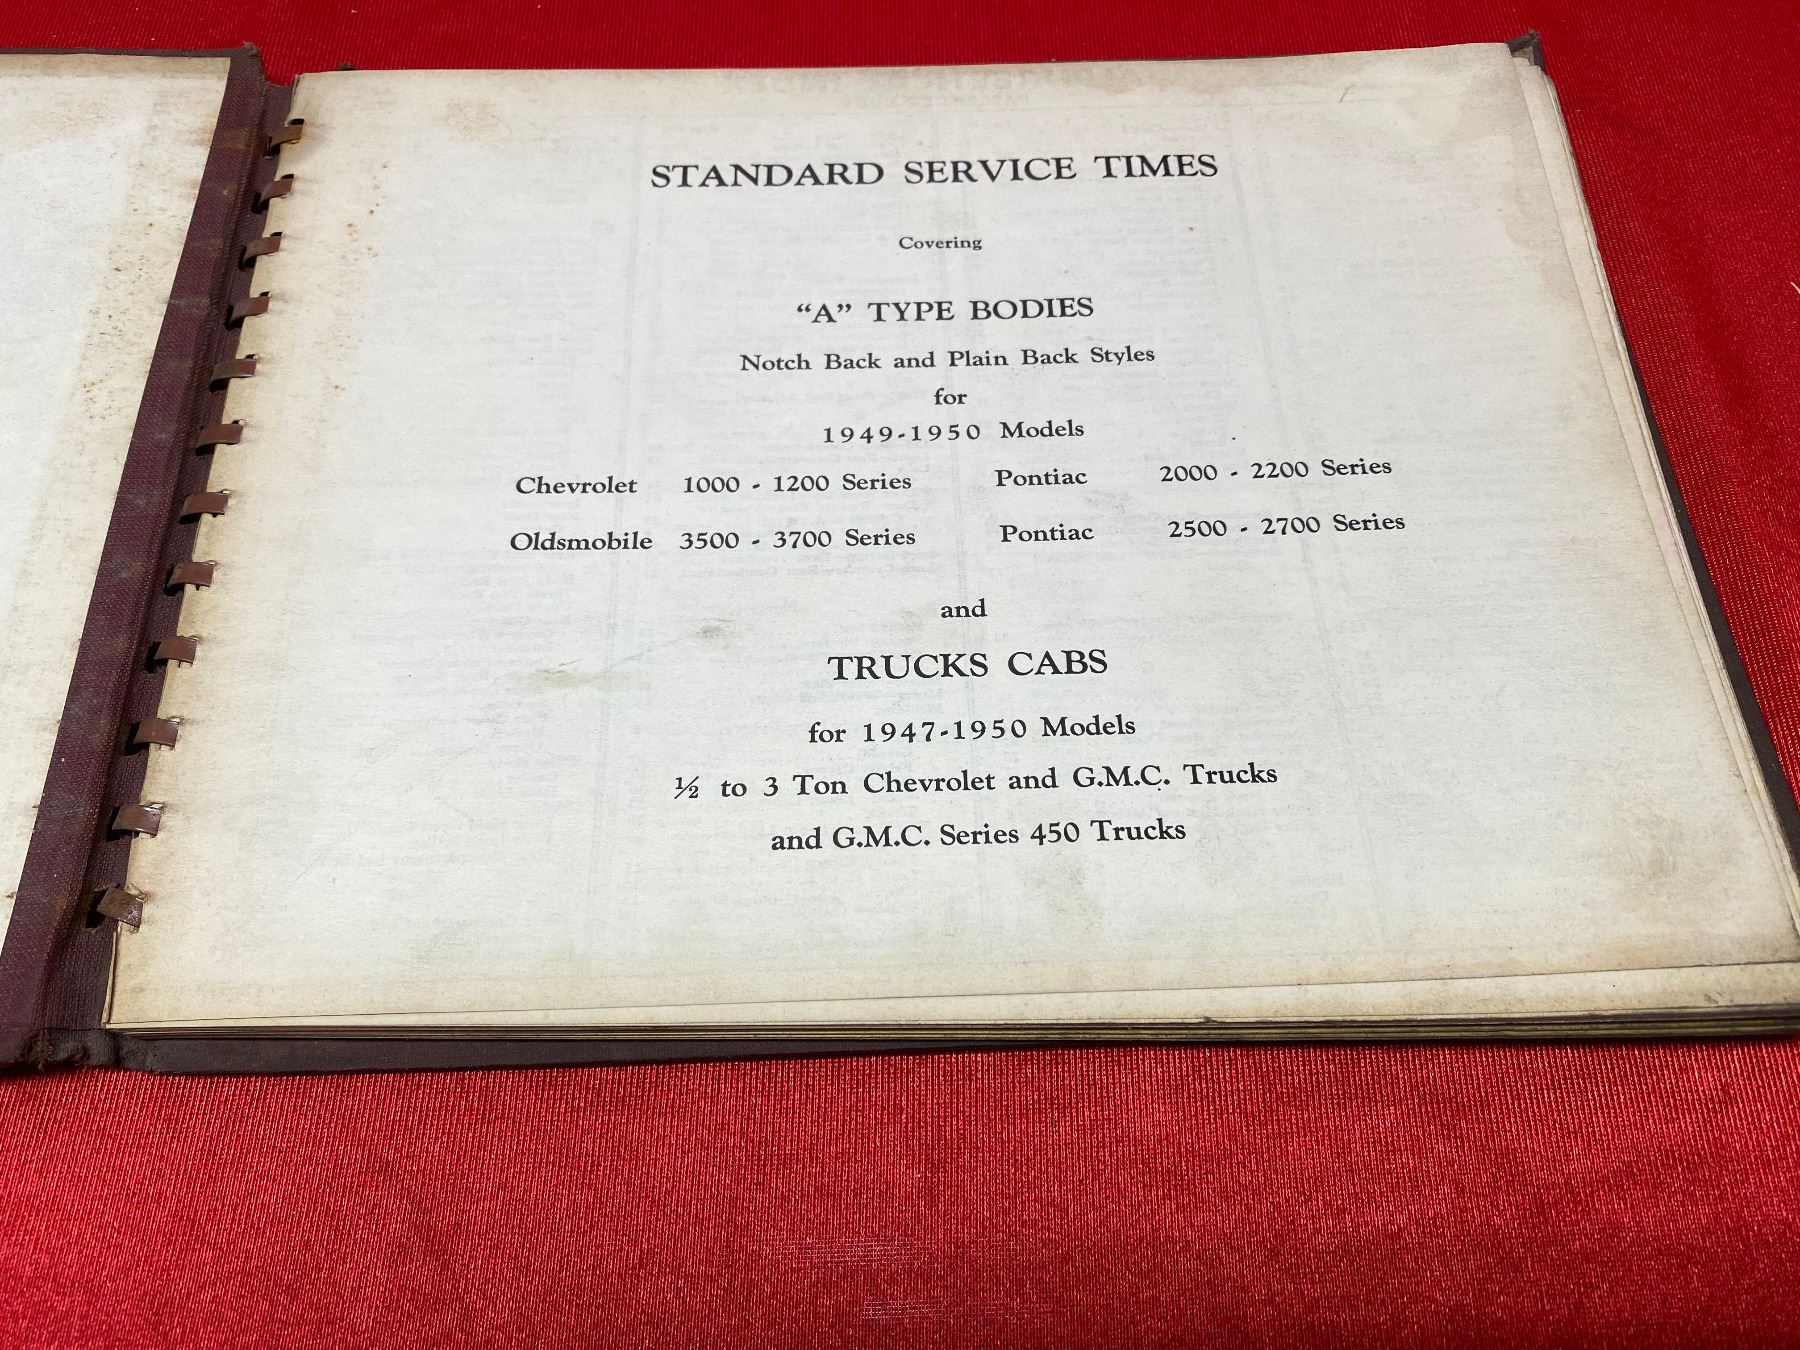 STANDARD SERVICE TIMES
Covering
“A” TYPE BODIES
Notch Back and Plain Back Styles
for
1949-1950 Models
Chevrolet 1000 - 1200 Series Pontiac 2000 - 2200 Series
Oldsmobile 3500 - 3700 Series Pontiac 2500 - 2700 Series
and
TRUCKS CABS
for 1947-1950 Models
½ to 3 Ton Chevrolet and G.M.C. Trucks
and G.M.C. Series 450 Trucks